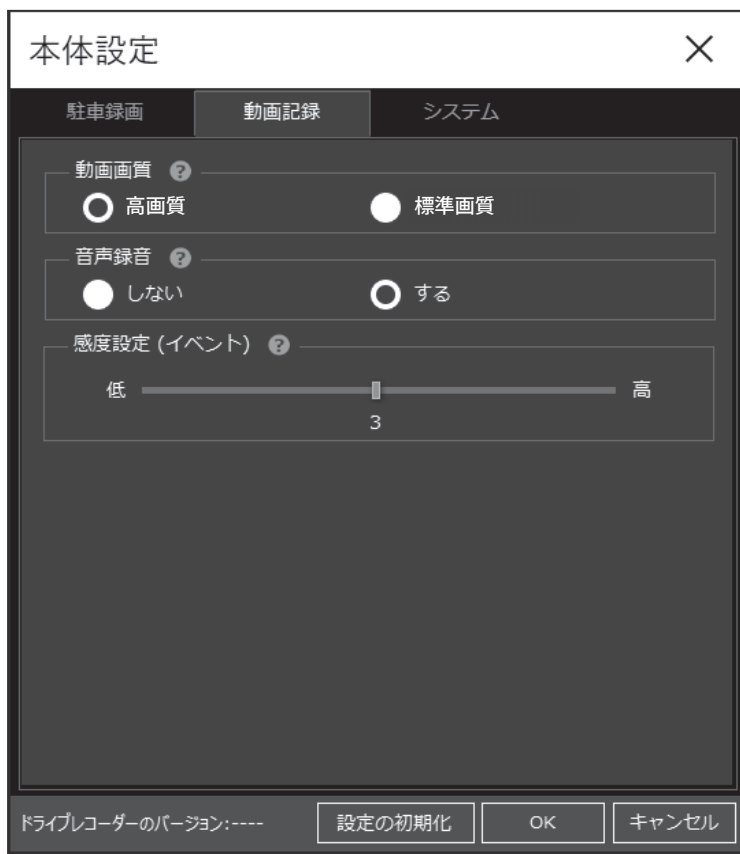 本体設定
駐車録画 動画記録 システム
動画画質 ?
高画質 標準画質
音声録音 ?
しない する
感度設定 (イベント) ?
低 高
3
ドライブレコーダーのバージョン:---- 設定の初期化 OK キャンセル